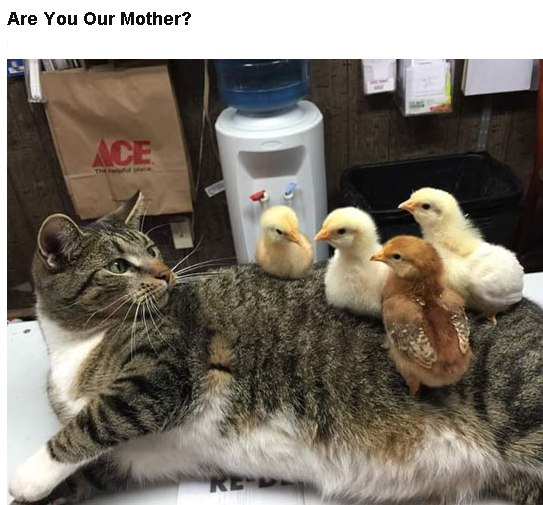 Are You Our Mother?
ACE
The helpful place.
RE-D